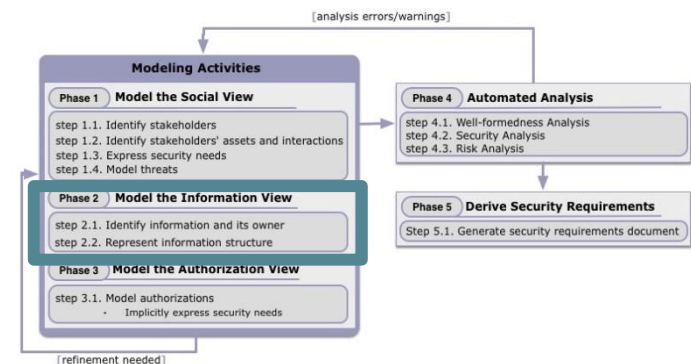 [analysis errors/warnings]
Modeling Activities
Phase 1 Model the Social View
step 1.1. Identify stakeholders
step 1.2. Identify stakeholders' assets and interactions
step 1.3. Express security needs
step 1.4. Model threats
Phase 2 Model the Information View
step 2.1. Identify information and its owner
step 2.2. Represent information structure
Phase 3 Model the Authorization View
step 3.1. Model authorizations
- Implicitly express security needs
[refinement needed]
Phase 4 Automated Analysis
step 4.1. Well-formedness Analysis
step 4.2. Security Analysis
step 4.3. Risk Analysis
Phase 5 Derive Security Requirements
Step 5.1. Generate security requirements document